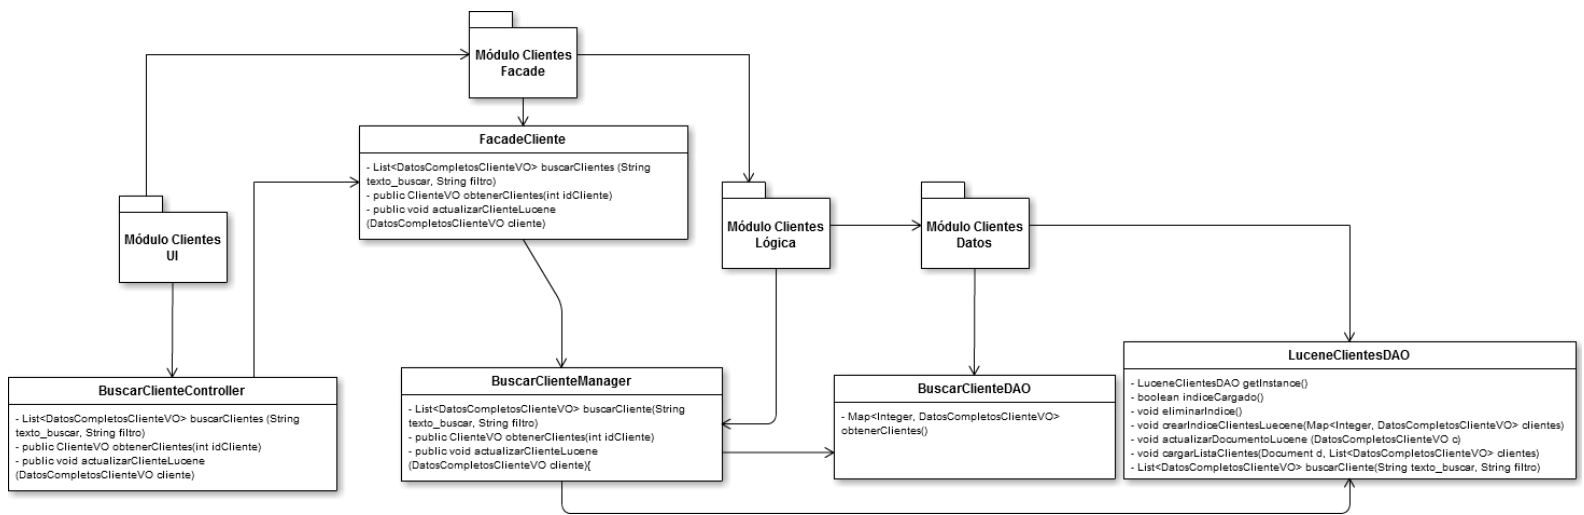 Módulo Clientes
Facade
FacadeCliente
- List<DatosCompletosClienteVO> buscarClientes (String
texto_buscar, String filtro)
- public ClienteVO obtenerClientes(int idCliente)
- public void actualizarClienteLucene
(DatosCompletosClienteVO cliente)
Módulo Clientes
UI
Módulo Clientes
Lógica
Módulo Clientes
Datos
BuscarClienteController
- List<DatosCompletosClienteVO> buscarClientes (String
texto_buscar, String filtro)
- public ClienteVO obtenerClientes(int idCliente)
- public void actualizarClienteLucene
(DatosCompletosClienteVO cliente)
BuscarClienteManager
- List<DatosCompletosClienteVO> buscarCliente(String
texto_buscar, String filtro)
- public ClienteVO obtenerClientes(int idCliente)
- public void actualizarClienteLucene
(DatosCompletosClienteVO cliente){
BuscarClienteDAO
- Map<Integer, DatosCompletosClienteVO>
obtenerClientes()
LuceneClientesDAO
- LuceneClientesDAO getInstance()
- boolean indiceCargado()
- void eliminarIndice()
- void crearIndiceClientesLuecene(Map<Integer, DatosCompletosClienteVO> clientes)
- void actualizarDocumentoLucene (DatosCompletosClienteVO c)
- void cargarListaClientes(Document d, List<DatosCompletosClienteVO> clientes)
- List<DatosCompletosClienteVO> buscarCliente(String texto_buscar, String filtro)